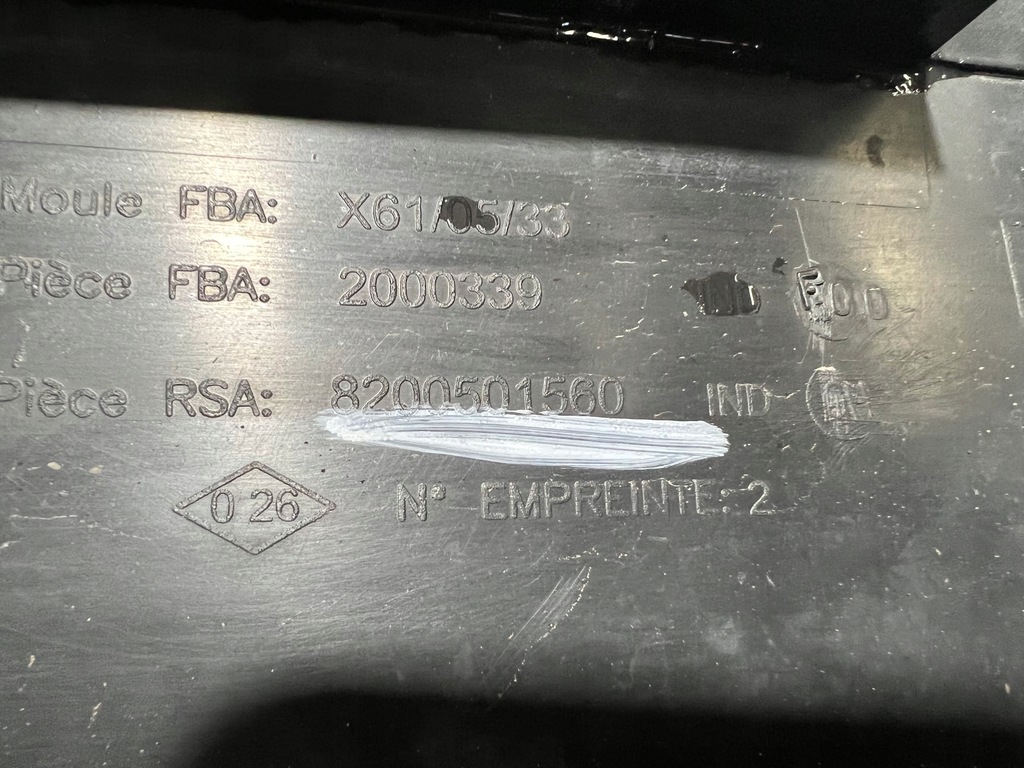 Moule FBA: X61/05/33
Pièce FBA: 2000339
Pièce RSA: 8200501560 IND
0 26 N° EMPREINTE: 2